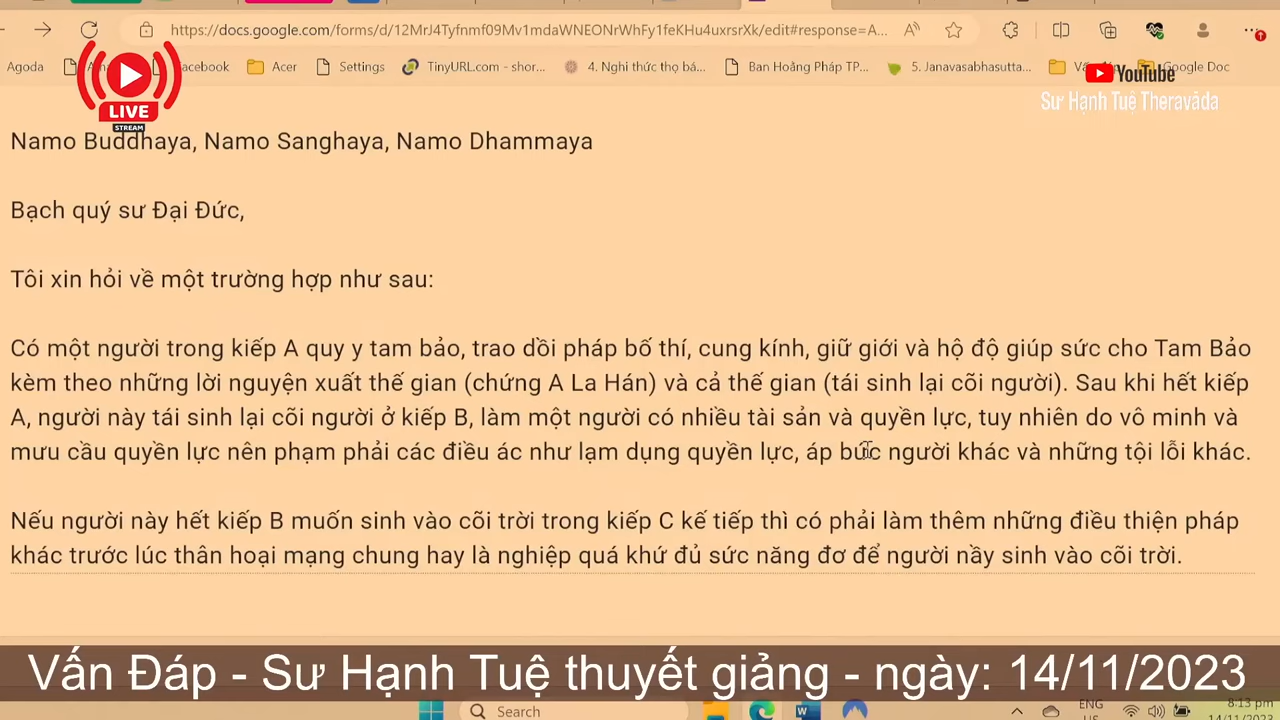 https://docs.google.com/forms/d/12MrJ4Tyfnmf09Mv1mdaWNEONrWhFy1feKHu4uxrsrXk/edit#response=A...
Agoda
Facebook
Acer
Settings
TinyURL.com - shor...
4. Nghi thức thọ bá...
Ban Hoảng Pháp TP...
5. Janavasabhasutta...
Google Doc
LIVE
STREAM
YouTube
Sư Hạnh Tuệ Theravāda
Namo Buddhaya, Namo Sanghaya, Namo Dhammaya
Bạch quý sư Đại Đức,
Tôi xin hỏi về một trường hợp như sau:
Có một người trong kiếp A quy y tam bảo, trao dồi pháp bố thí, cung kính, giữ giới và hộ độ giúp sức cho Tam Bảo
kèm theo những lời nguyện xuất thế gian (chứng A La Hán) và cả thế gian (tái sinh lại cõi người). Sau khi hết kiếp
A, người này tái sinh lại cõi người ở kiếp B, làm một người có nhiều tài sản và quyền lực, tuy nhiên do vô minh và
mưu cầu quyền lực nên phạm phải các điều ác như lạm dụng quyền lực, áp bức người khác và những tội lỗi khác.
Nếu người này hết kiếp B muốn sinh vào cõi trời trong kiếp C kế tiếp thì có phải làm thêm những điều thiện pháp
khác trước lúc thân hoại mạng chung hay là nghiệp quá khứ đủ sức năng đơ để người nầy sinh vào cõi trời.
Vấn Đáp - Sư Hạnh Tuệ thuyết giảng - ngày: 14/11/2023
Search
ENG
8:13 pm
14/11/2023